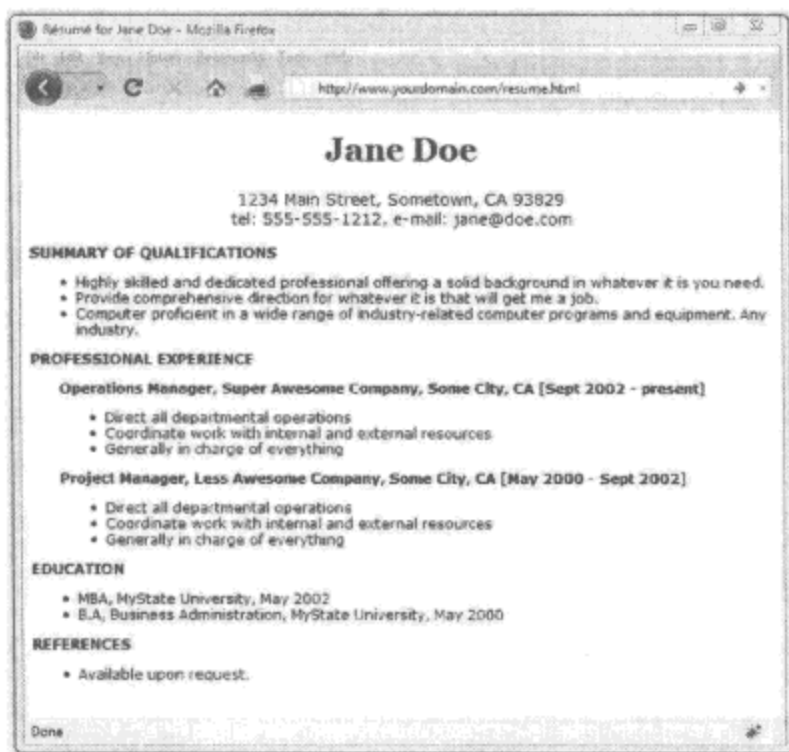 Résumé for Jane Doe - Mozilla Firefox
http://www.yourdomain.com/resume.html
Jane Doe
1234 Main Street, Sometown, CA 93829
tel: 555-555-1212, e-mail: jane@doe.com
SUMMARY OF QUALIFICATIONS
• Highly skilled and dedicated professional offering a solid background in whatever it is you need.
• Provide comprehensive direction for whatever it is that will get me a job.
• Computer proficient in a wide range of industry-related computer programs and equipment. Any
industry.
PROFESSIONAL EXPERIENCE
Operations Manager, Super Awesome Company, Some City, CA [Sept 2002 - present]
• Direct all departmental operations
• Coordinate work with internal and external resources
• Generally in charge of everything
Project Manager, Less Awesome Company, Some City, CA [May 2000 - Sept 2002]
• Direct all departmental operations
• Coordinate work with internal and external resources
• Generally in charge of everything
EDUCATION
• MBA, MyState University, May 2002
• B.A, Business Administration, MyState University, May 2000
REFERENCES
• Available upon request.
Done